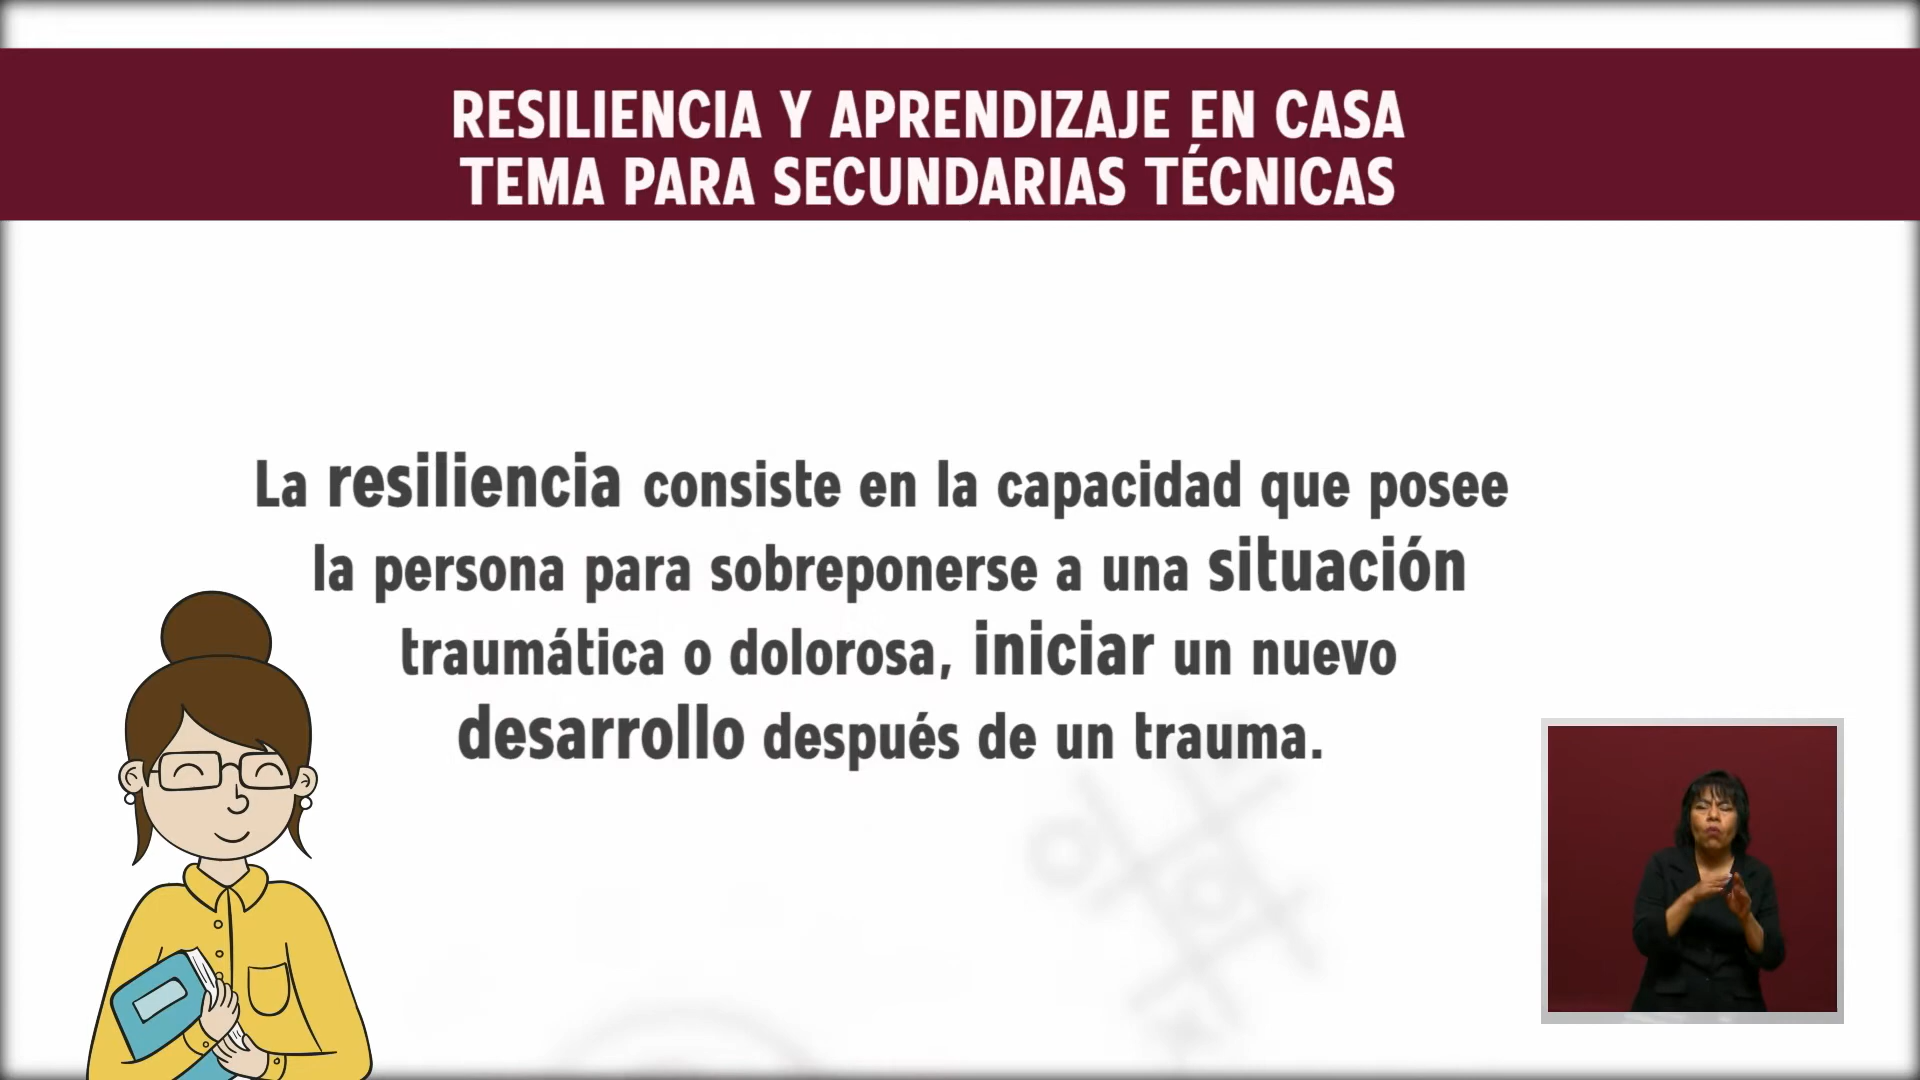 RESILIENCIA Y APRENDIZAJE EN CASA
TEMA PARA SECUNDARIAS TÉCNICAS
La resiliencia consiste en la capacidad que posee
la persona para sobreponerse a una situación
traumática o dolorosa, iniciar un nuevo
desarrollo después de un trauma.